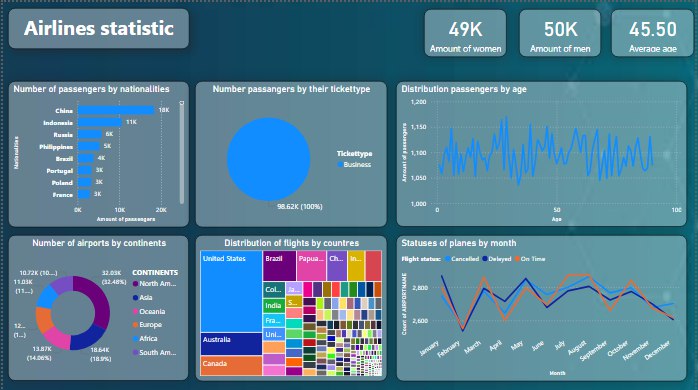 Airlines statistic
49K
Amount of women
50K
Amount of men
45.50
Average age
Number of passengers by nationalities
Nationalities
China
18K
Indonesia
11K
Russia
6K
Philippines
5K
Brazil
4K
Portugal
3K
Poland
3K
France
3K
0K
10K
20K
Amount of passengers
Number passangers by their tickettype
Tickettype
Business
98.62K (100%)
Distribution passengers by age
Amount of passengers
1,200
1,150
1,100
1,050
1,000
0
50
100
Age
Number of airports by continents
10.72K (10....)
11.03K
(11....)
12...
(1...)
13.87K
(14.06%)
18.64K
(18.9%)
32.03K
(32.48%)
CONTINENTS
North Am...
Asia
Oceania
Europe
Africa
South Am...
Distribution of flights by countres
United States
Australia
Canada
Brazil
Papua...
Ch...
In...
Col...
Ja...
India
S...
Fra...
Uni...
Statuses of planes by month
Flight status:
Cancelled
Delayed
On Time
Count of AIRPORTNAME
2,800
2,600
January
February
March
April
May
June
July
August
September
October
November
December
Month